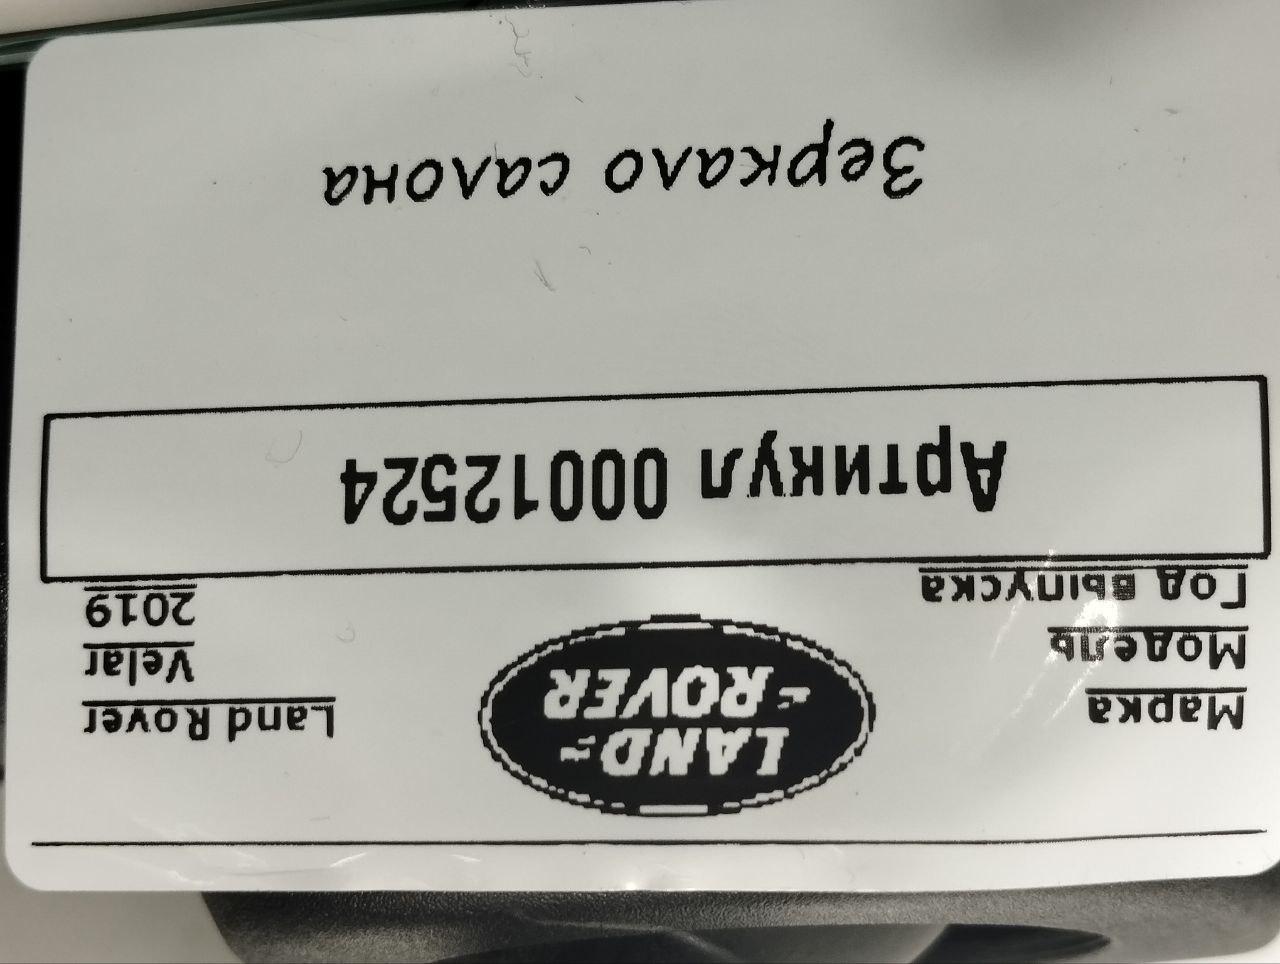 LAND-
-ROVER
Марка Land Rover
Модель Velar
Год выпуска 2019
Артикул 00012524
Зеркало салона